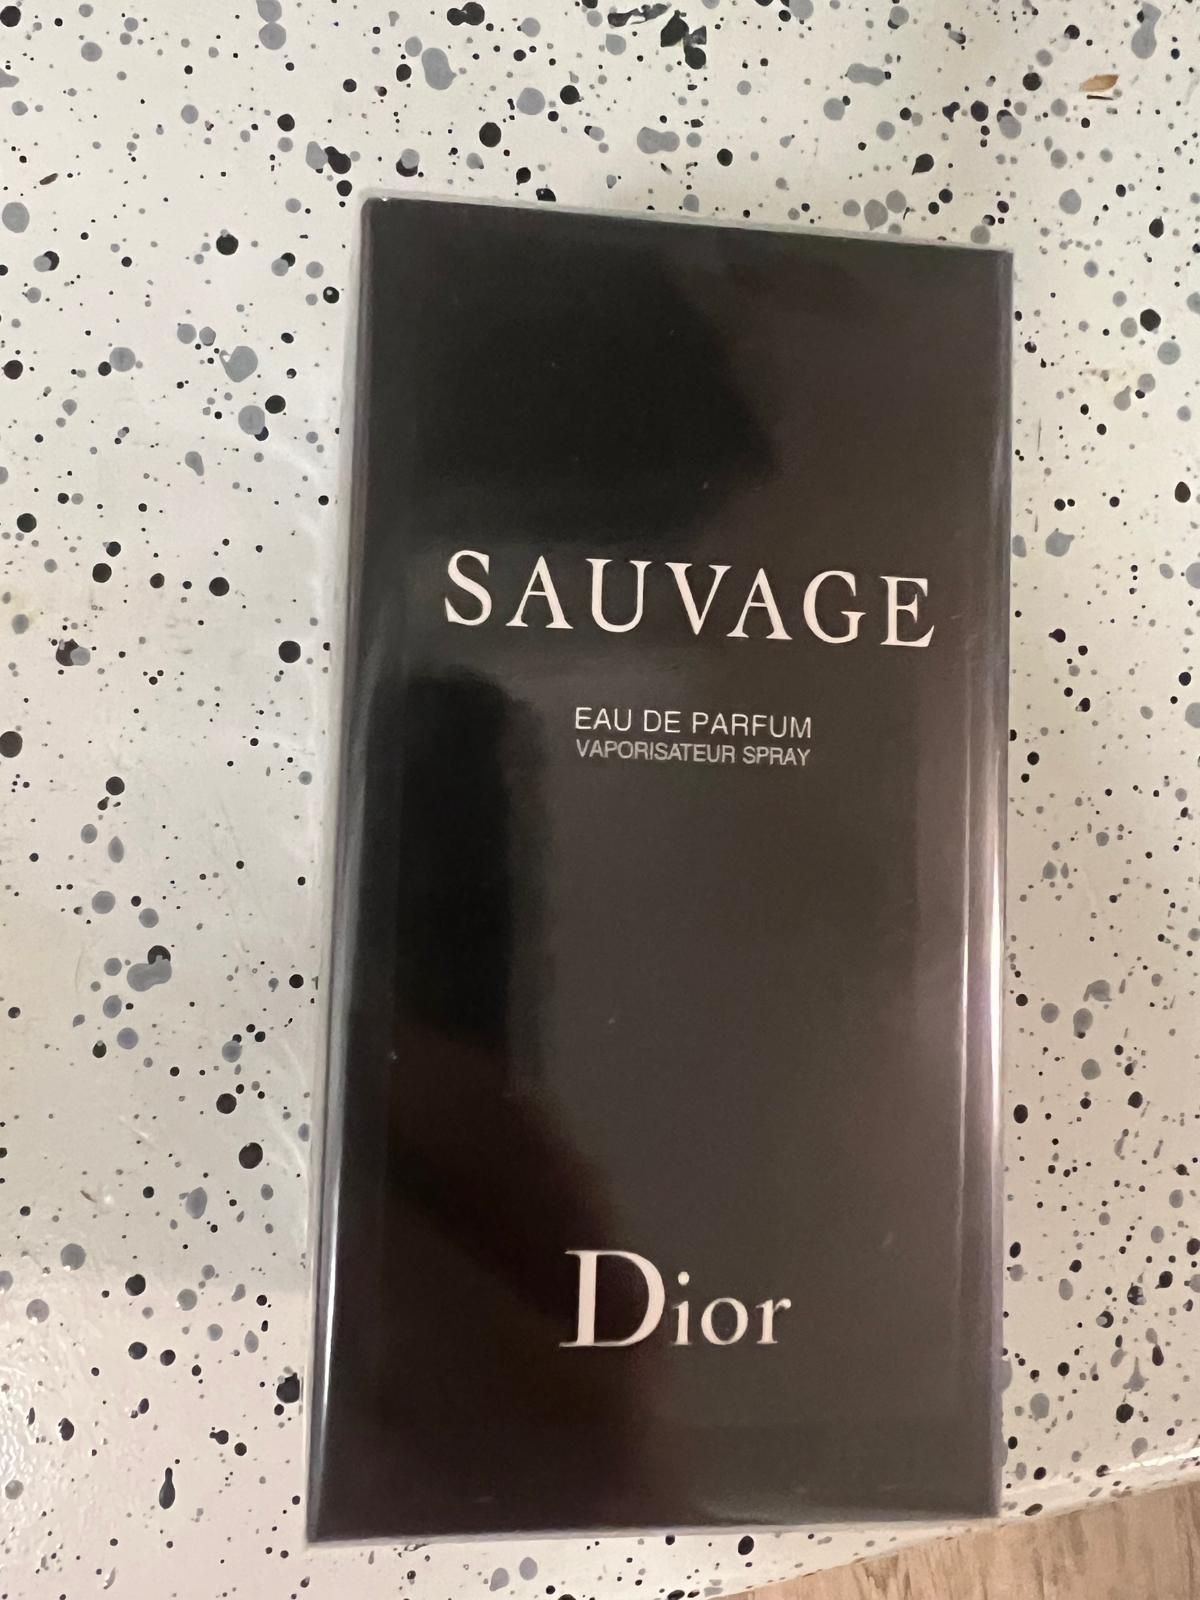 SAUVAGE
EAU DE PARFUM
VAPORISATEUR SPRAY
Dior